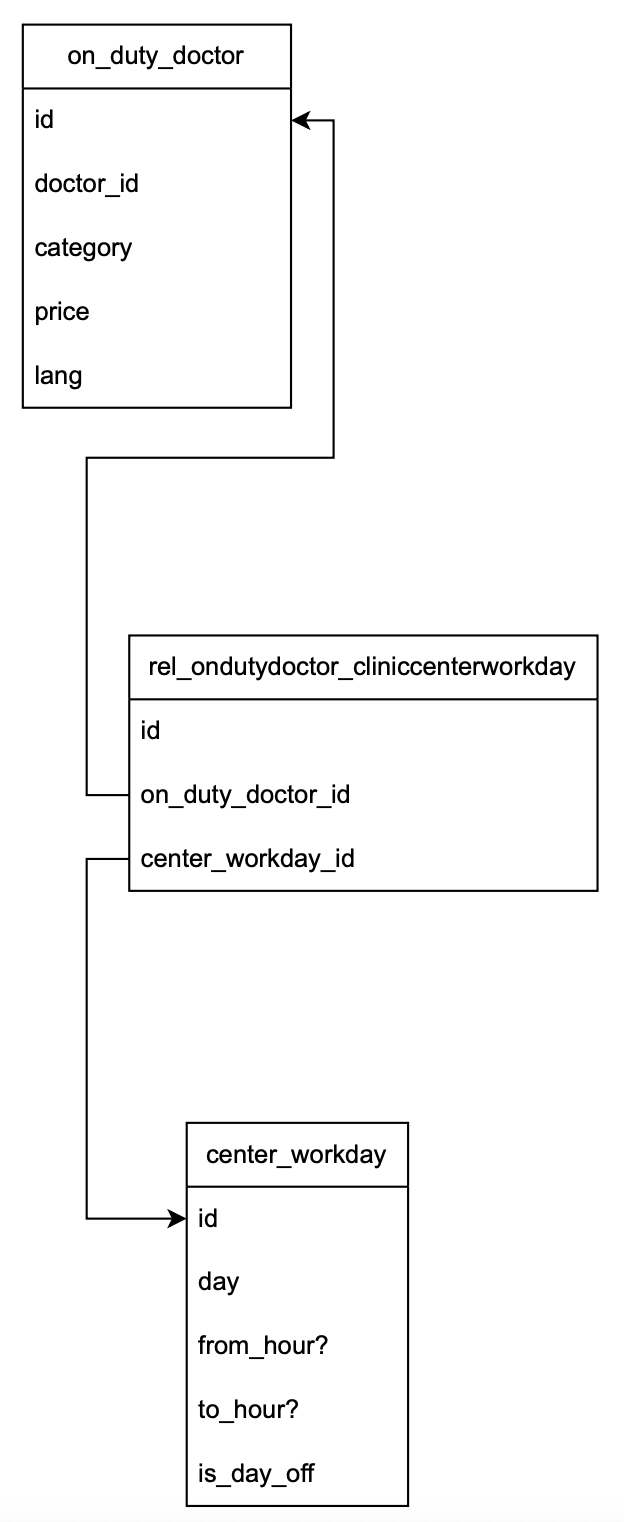 on_duty_doctor
id
doctor_id
category
price
lang
rel_ondutydoctor_cliniccenterworkday
id
on_duty_doctor_id
center_workday_id
center_workday
id
day
from_hour?
to_hour?
is_day_off